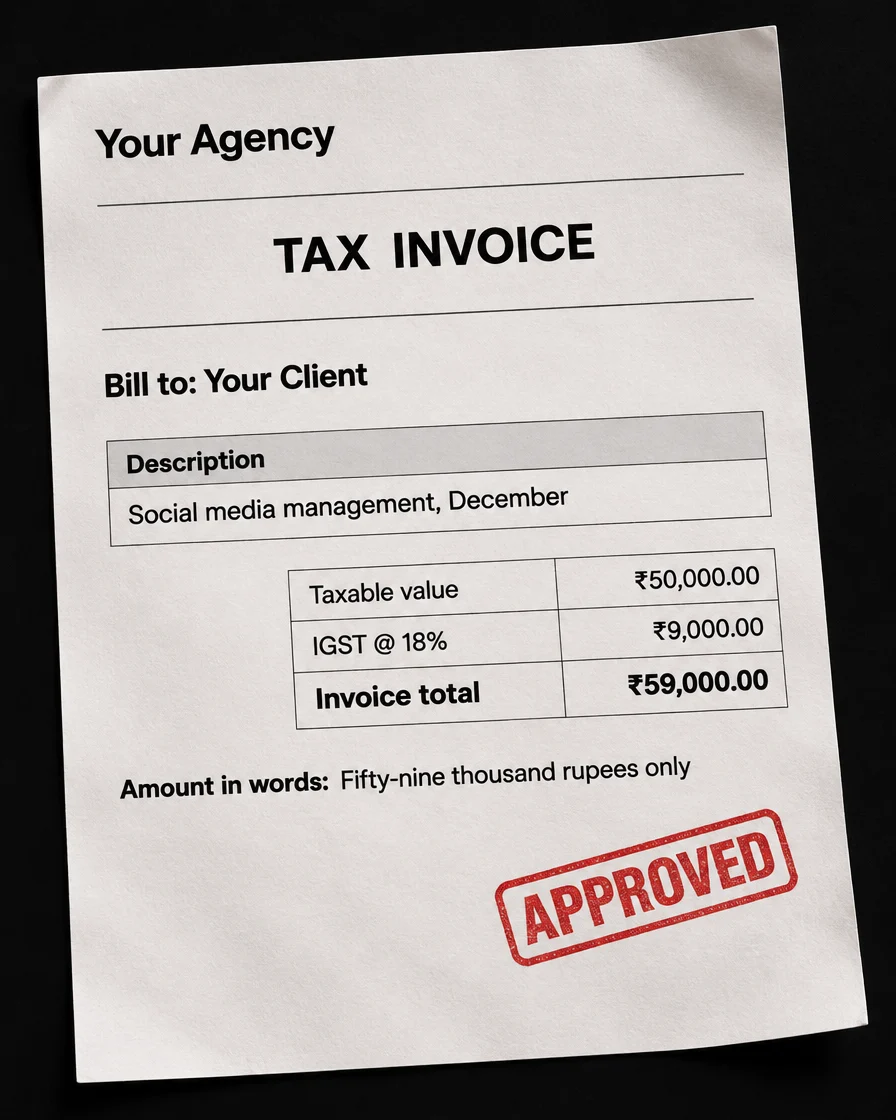 Your Agency
TAX INVOICE
Bill to: Your Client
Description
Social media management, December
Taxable value ₹50,000.00
IGST @ 18% ₹9,000.00
Invoice total ₹59,000.00
Amount in words: Fifty-nine thousand rupees only
APPROVED